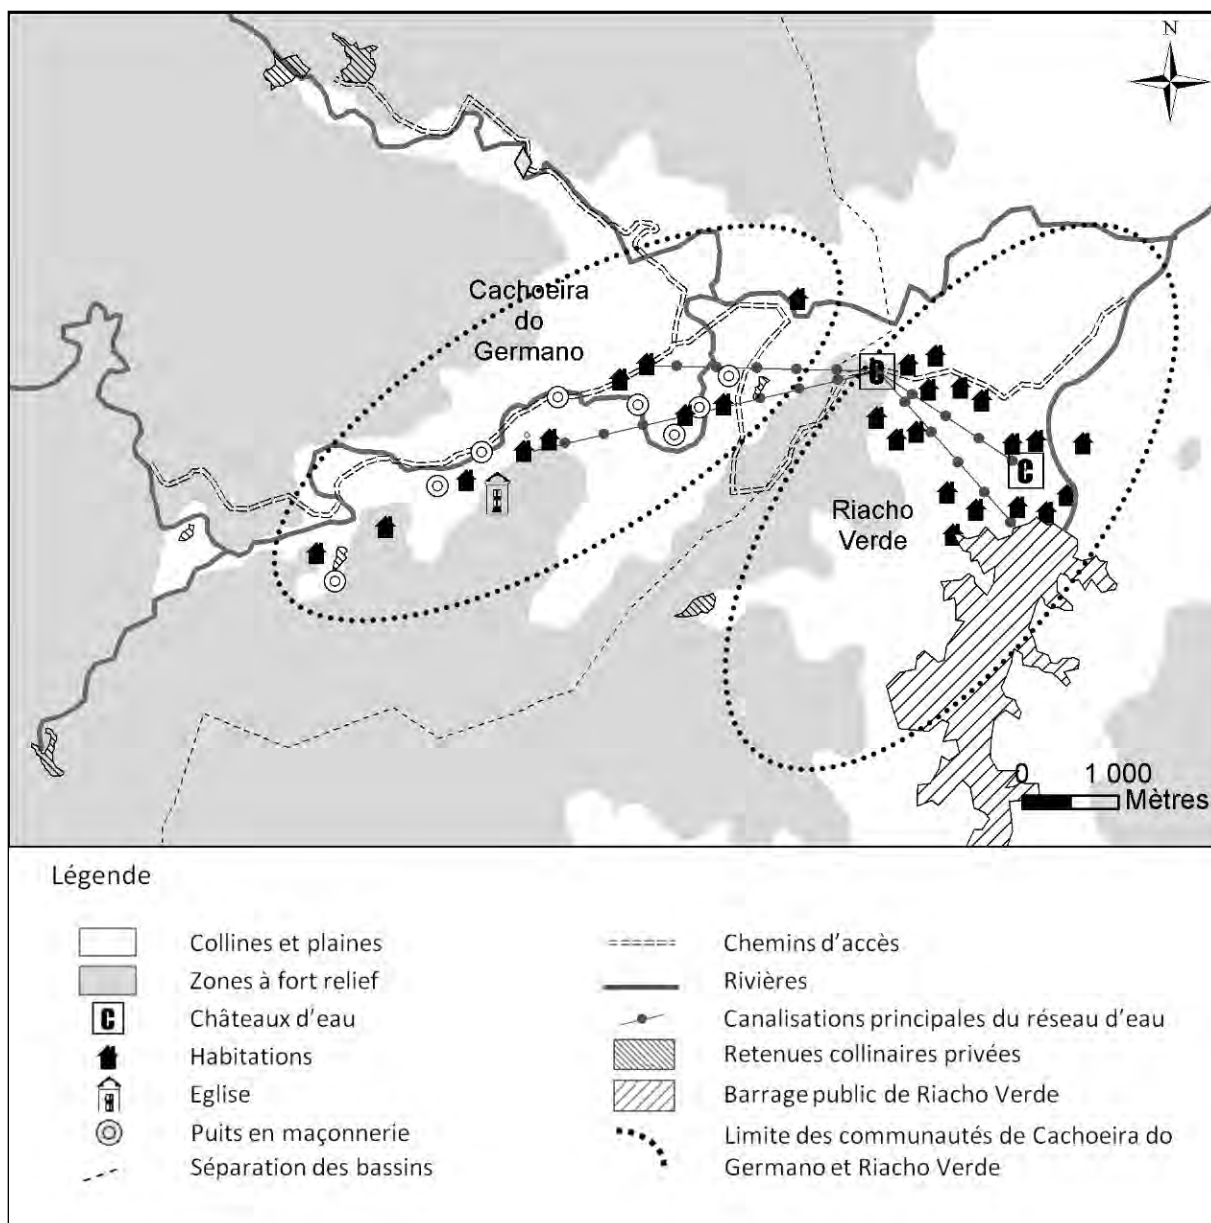 N
Cachoeira
do
Germano
C
C
Riacho
Verde
0 1 000
Mètres
Légende
Collines et plaines
Zones à fort relief
C Châteaux d'eau
Habitations
Eglise
Puits en maçonnerie
Séparation des bassins
Chemins d'accès
Rivières
Canalisations principales du réseau d'eau
Retenues collinaires privées
Barrage public de Riacho Verde
Limite des communautés de Cachoeira do
Germano et Riacho Verde